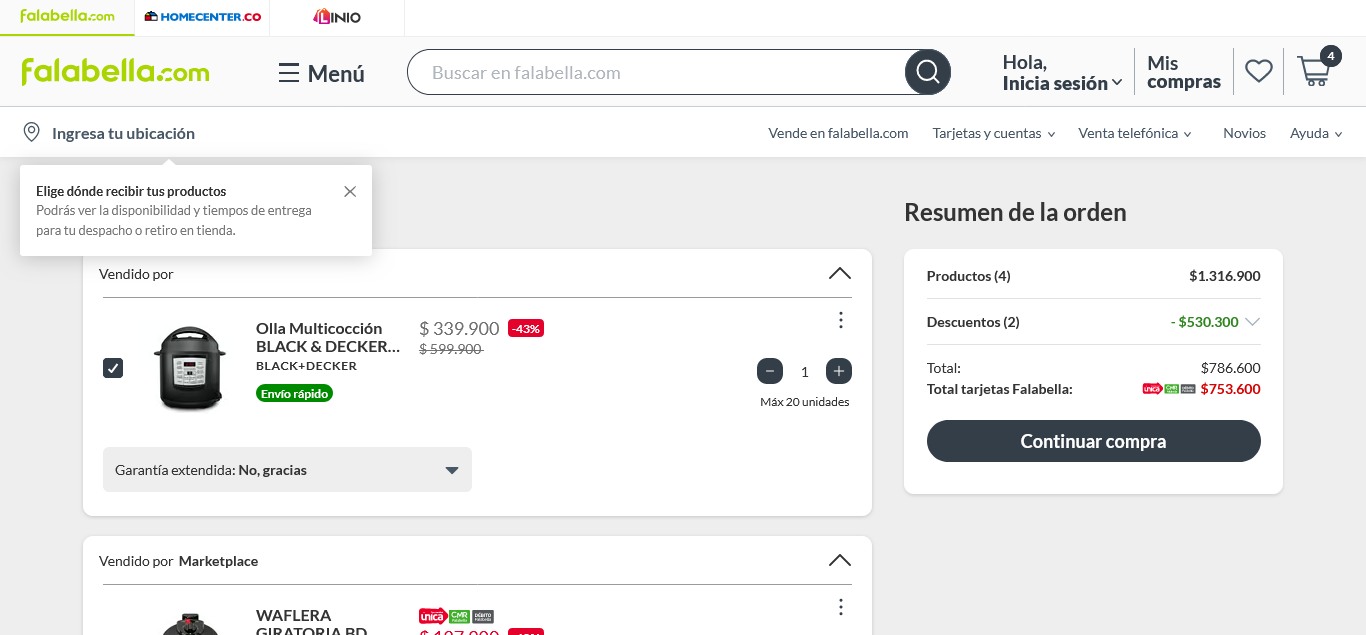 falabella.com
HOMECENTER.CO
LINIO
falabella.com
Menú
Buscar en falabella.com
Hola,
Inicia sesión
Mis
compras
4
Ingresa tu ubicación
Vende en falabella.com
Tarjetas y cuentas
Venta telefónica
Novios
Ayuda
Elige dónde recibir tus productos
Podrás ver la disponibilidad y tiempos de entrega
para tu despacho o retiro en tienda.
Vendido por
Olla Multicocción
BLACK & DECKER...
BLACK+DECKER
Envío rápido
$ 339.900 -43%
$ 599.900
1
Máx 20 unidades
Garantía extendida: No, gracias
Vendido por Marketplace
WAFLERA
GIRATORIA BD
Resumen de la orden
Productos (4) $1.316.900
Descuentos (2) - $530.300
Total: $786.600
Total tarjetas Falabella: $753.600
Continuar compra